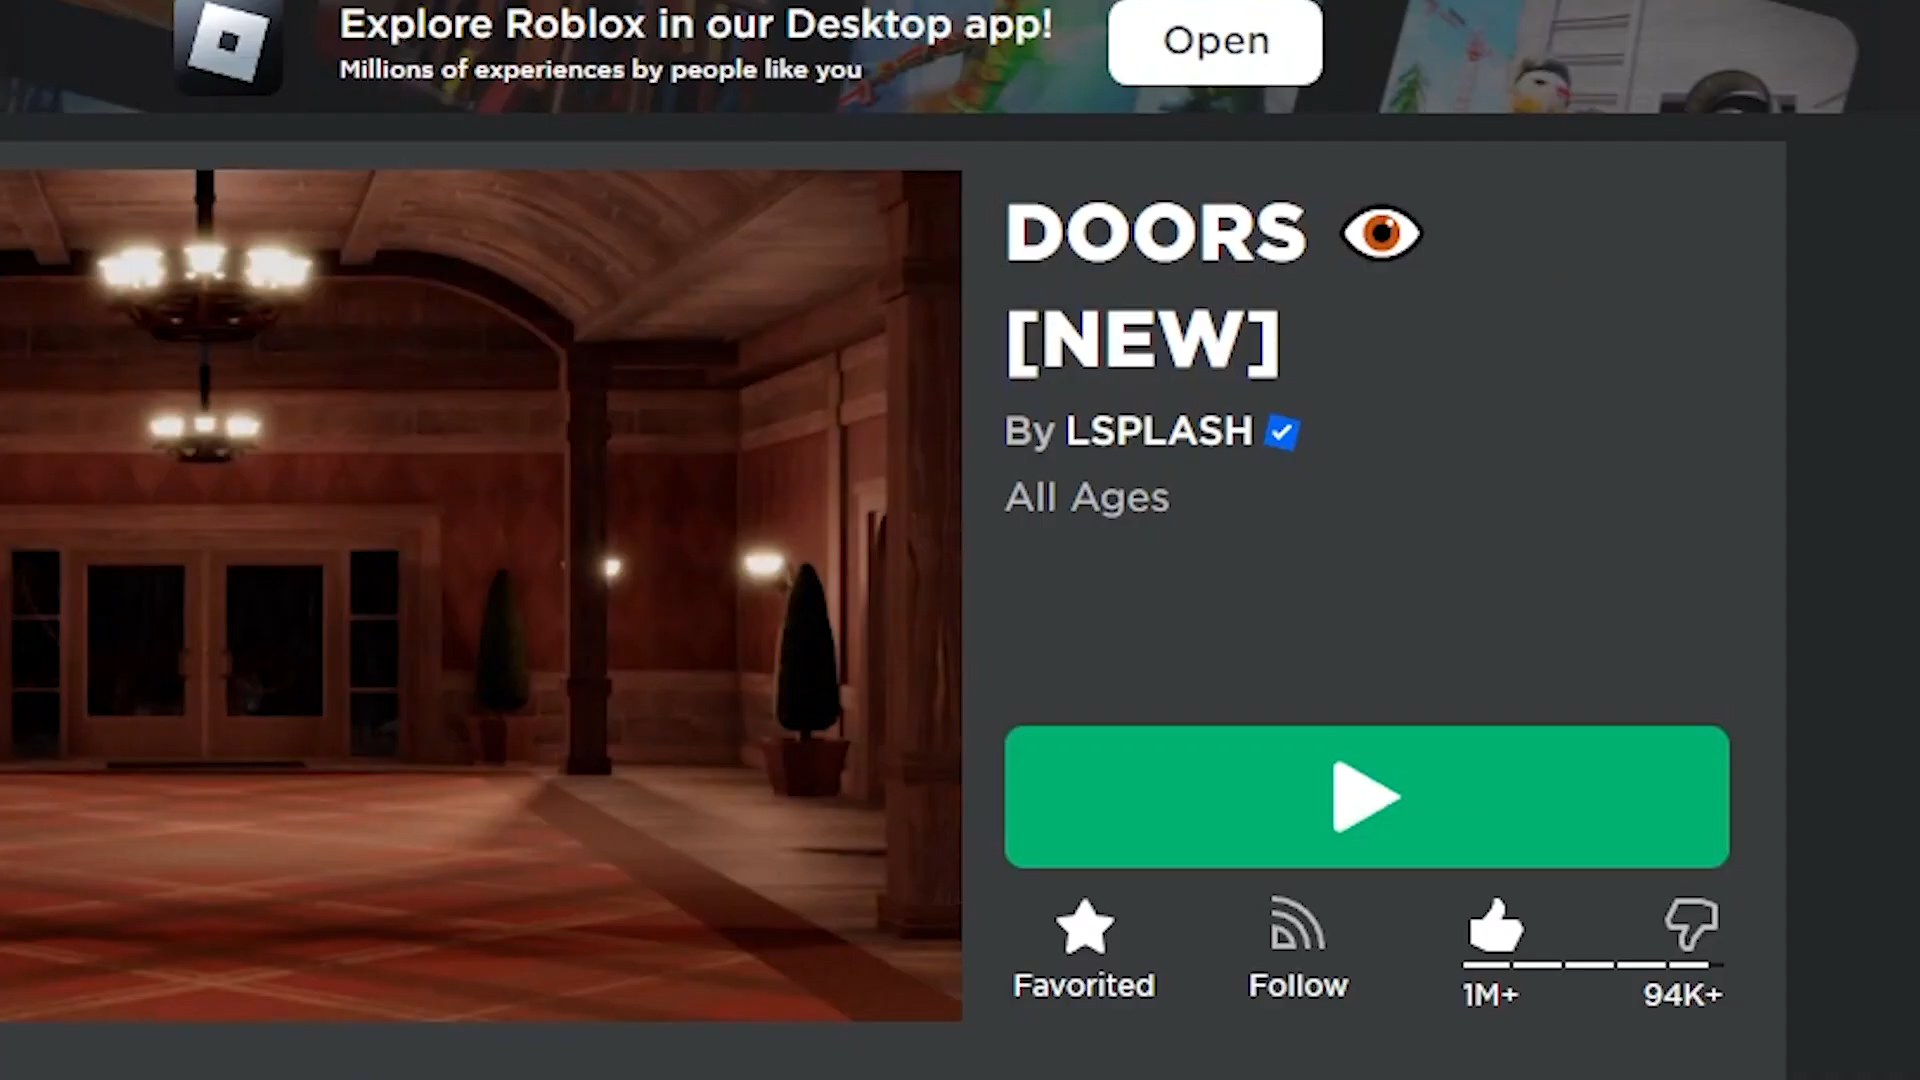 Explore Roblox in our Desktop app!
Millions of experiences by people like you
Open
DOORS 👁
[NEW]
By LSPLASH
All Ages
Favorited
Follow
1M+
94K+